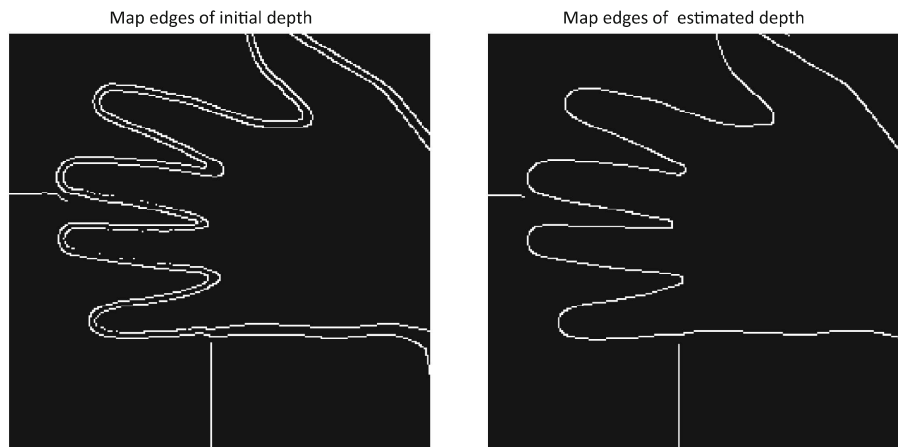 Map edges of initial depth
Map edges of estimated depth